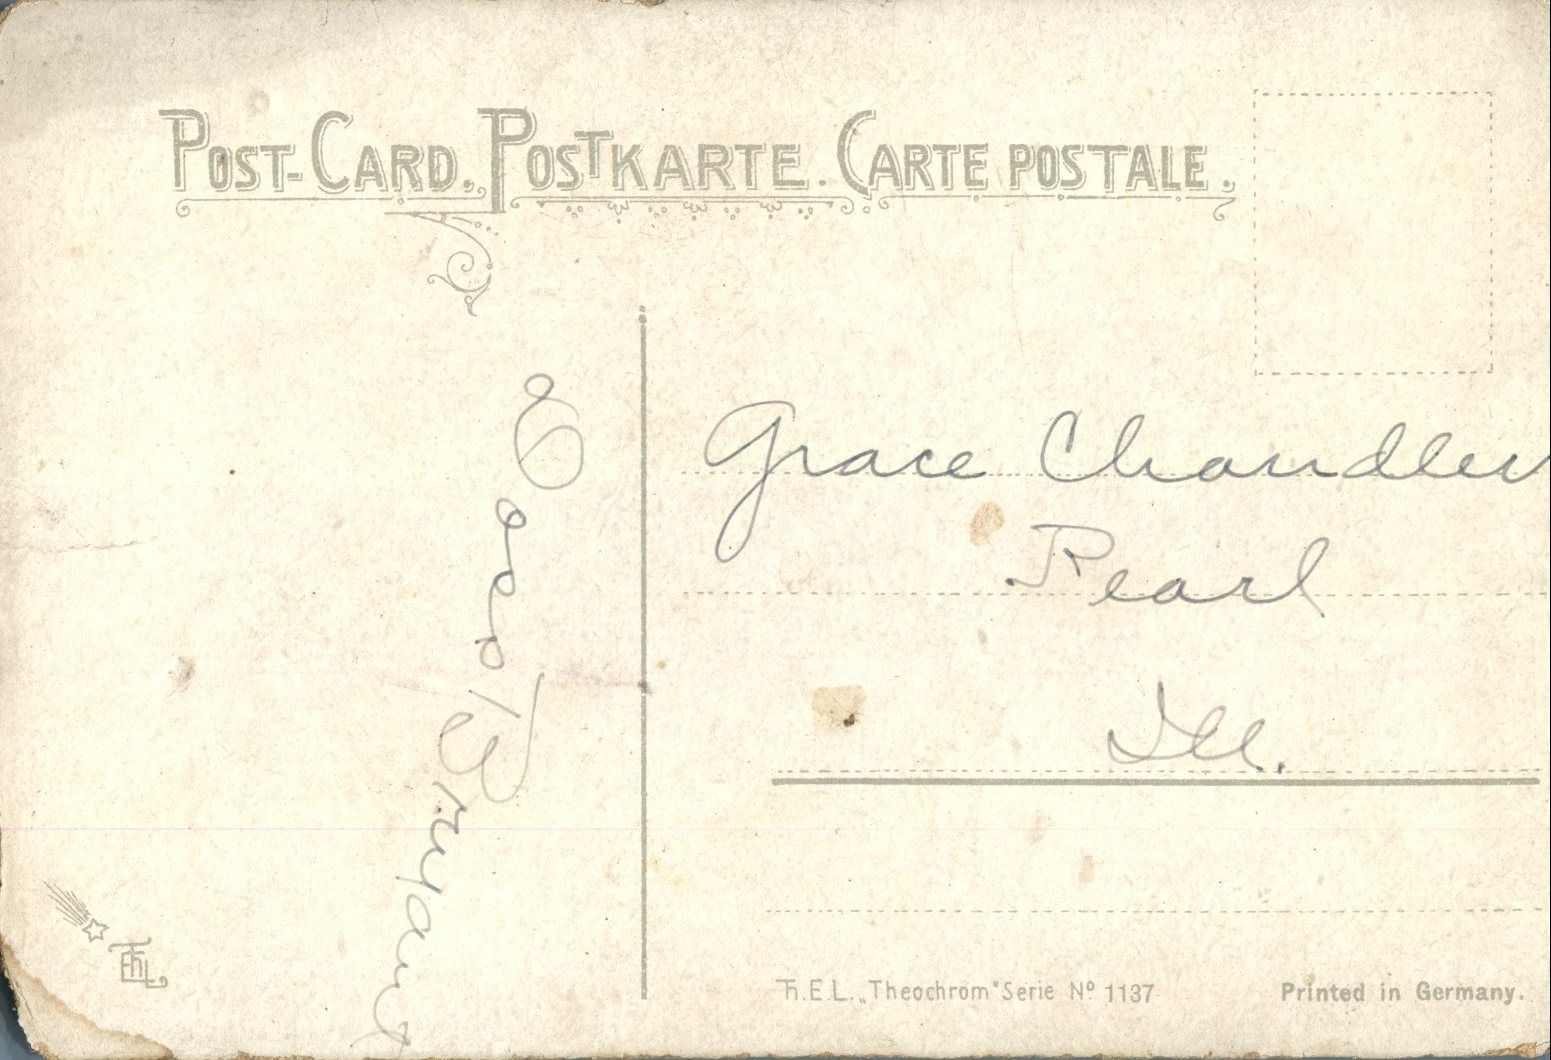 POST-CARD. POSTKARTE. CARTE POSTALE.
Bryant
Grace Chandler
Pearl
Ill.
ThEL
Th.E.L. „Theochrom" Serie Nº 1137
Printed in Germany.